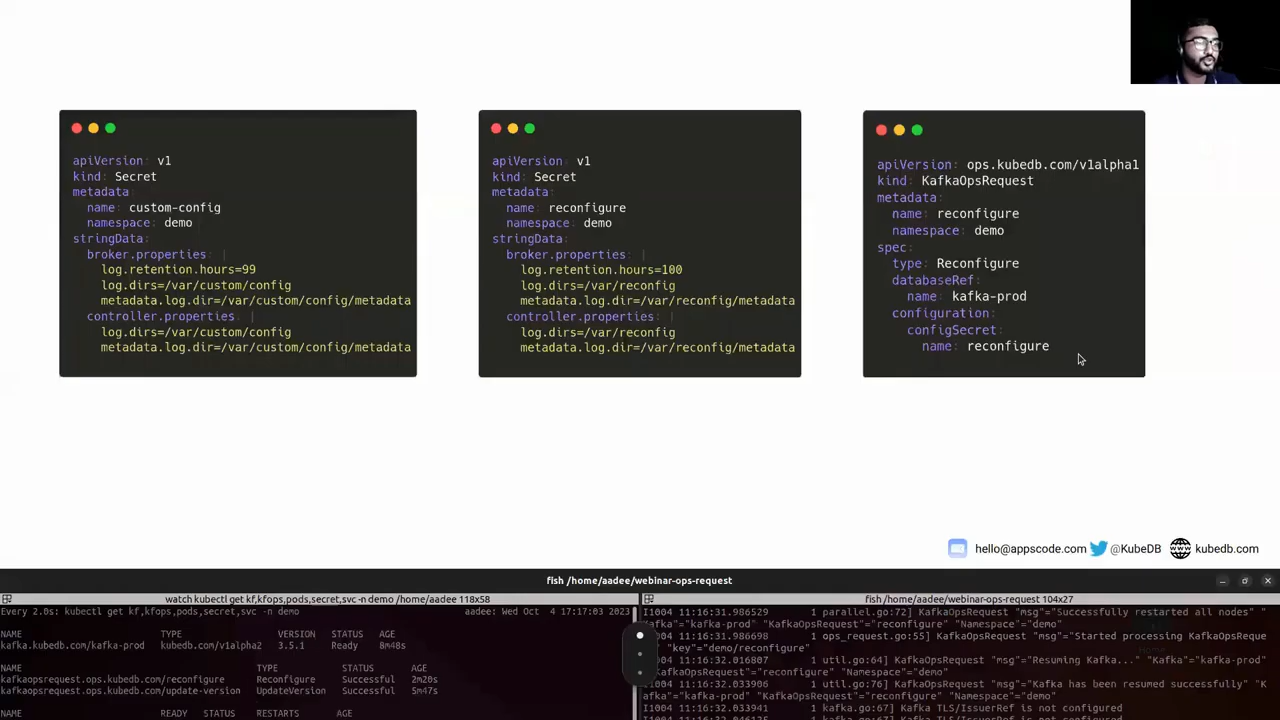 apiVersion: v1
kind: Secret
metadata:
name: custom-config
namespace: demo
stringData:
broker.properties: |
log.retention.hours=99
log.dirs=/var/custom/config
metadata.log.dir=/var/custom/config/metadata
controller.properties: |
log.dirs=/var/custom/config
metadata.log.dir=/var/custom/config/metadata
apiVersion: v1
kind: Secret
metadata:
name: reconfigure
namespace: demo
stringData:
broker.properties: |
log.retention.hours=100
log.dirs=/var/reconfig
metadata.log.dir=/var/reconfig/metadata
controller.properties: |
log.dirs=/var/reconfig
metadata.log.dir=/var/reconfig/metadata
apiVersion: ops.kubedb.com/v1alpha1
kind: KafkaOpsRequest
metadata:
name: reconfigure
namespace: demo
spec:
type: Reconfigure
databaseRef:
name: kafka-prod
configuration:
configSecret:
name: reconfigure
hello@appscode.com @KubeDB kubedb.com
fish /home/aadee/webinar-ops-request
watch kubectl get kf,kfops,pods,secret,svc -n demo /home/aadee 118x58
Every 2.0s: kubectl get kf,kfops,pods,secret,svc -n demo aadee: Wed Oct 4 17:17:03 2023
NAME TYPE VERSION STATUS AGE
kafka.kubedb.com/kafka-prod kubedb.com/v1alpha2 3.5.1 Ready 8m48s
NAME TYPE STATUS AGE
kafkaopsrequest.ops.kubedb.com/reconfigure Reconfigure Successful 2m20s
kafkaopsrequest.ops.kubedb.com/update-version UpdateVersion Successful 5m47s
NAME READY STATUS RESTARTS AGE
fish /home/aadee/webinar-ops-request 104x27
I1004 11:16:31.986529 1 parallel.go:72] KafkaOpsRequest "msg"="Successfully restarted all nodes" "
Kafka"="kafka-prod" "KafkaOpsRequest"="reconfigure" "Namespace"="demo"
I1004 11:16:31.986698 1 ops_request.go:55] KafkaOpsRequest "msg"="Started processing KafkaOpsReque
" "key"="demo/reconfigure"
I1004 11:16:32.016807 1 util.go:64] KafkaOpsRequest "msg"="Resuming Kafka..." "Kafka"="kafka-prod"
"KafkaOpsRequest"="reconfigure" "Namespace"="demo"
I1004 11:16:32.033906 1 util.go:76] KafkaOpsRequest "msg"="Kafka has been resumed successfully" "K
afka"="kafka-prod" "KafkaOpsRequest"="reconfigure" "Namespace"="demo
I1004 11:16:32.033941 1 kafka.go:67] Kafka TLS/IssuerRef is not configured